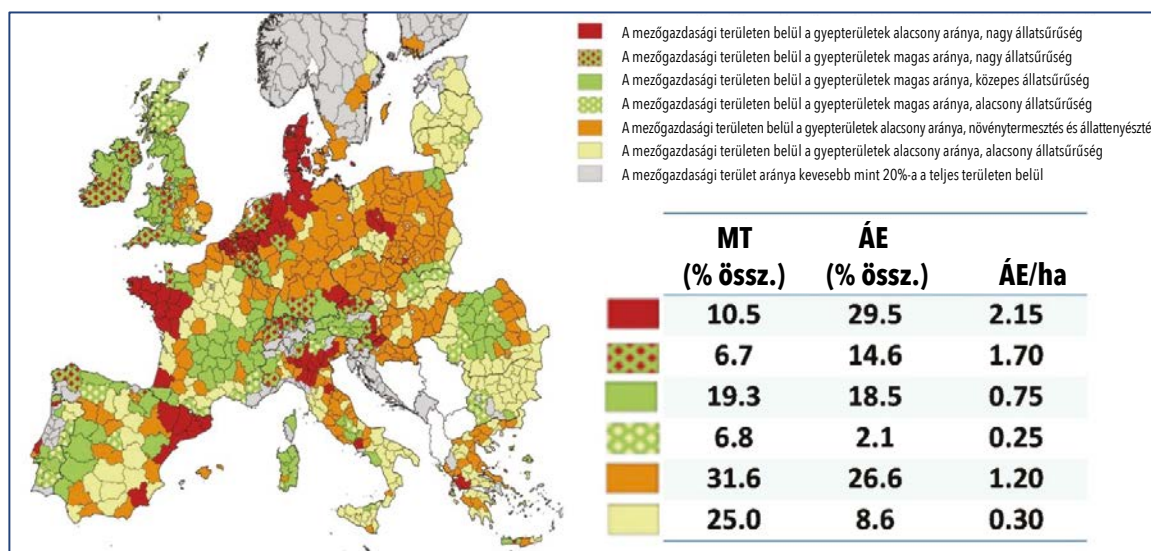 A mezőgazdasági területen belül a gyepterületek alacsony aránya, nagy állatsűrűség
A mezőgazdasági területen belül a gyepterületek magas aránya, nagy állatsűrűség
A mezőgazdasági területen belül a gyepterületek magas aránya, közepes állatsűrűség
A mezőgazdasági területen belül a gyepterületek magas aránya, alacsony állatsűrűség
A mezőgazdasági területen belül a gyepterületek alacsony aránya, növénytermesztés és állattenyészté
A mezőgazdasági területen belül a gyepterületek alacsony aránya, alacsony állatsűrűség
A mezőgazdasági terület aránya kevesebb mint 20%-a a teljes területen belül
MT ÁE
(% össz.) (% össz.) ÁE/ha
10.5 29.5 2.15
6.7 14.6 1.70
19.3 18.5 0.75
6.8 2.1 0.25
31.6 26.6 1.20
25.0 8.6 0.30